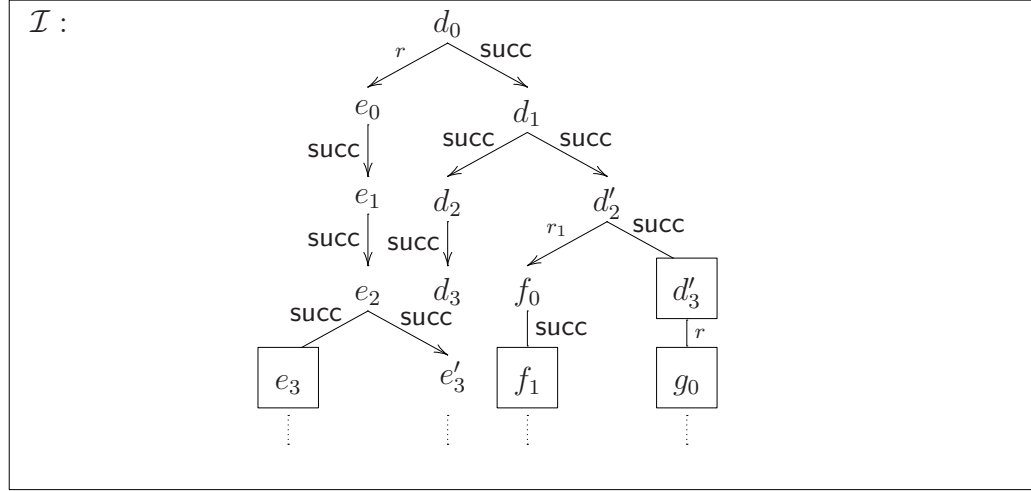 𝓘 :
d₀
r succ
e₀ d₁
succ succ succ
e₁ d₂ d′₂
succ succ r₁ succ
e₂ d₃ f₀ d′₃
succ succ succ r
e₃ e′₃ f₁ g₀